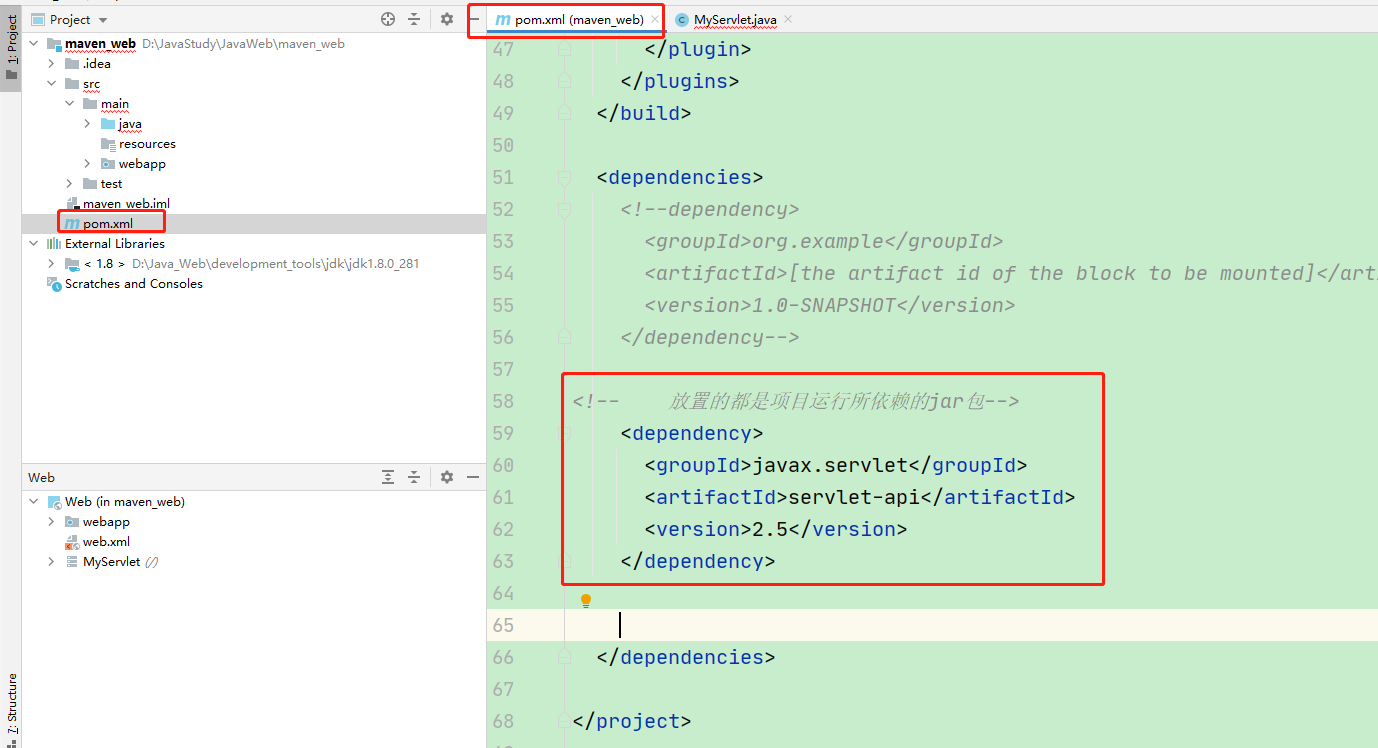 1: Project
Project
maven_web D:\JavaStudy\JavaWeb\maven_web
.idea
src
main
java
resources
webapp
test
maven_web.iml
pom.xml
External Libraries
< 1.8 > D:\Java_Web\development_tools\jdk\jdk1.8.0_281
Scratches and Consoles
Web
Web (in maven_web)
webapp
web.xml
MyServlet (/)
7: Structure
pom.xml (maven_web) MyServlet.java
47 </plugin>
48 </plugins>
49 </build>
50
51 <dependencies>
52 <!--dependency>
53 <groupId>org.example</groupId>
54 <artifactId>[the artifact id of the block to be mounted]</arti
55 <version>1.0-SNAPSHOT</version>
56 </dependency-->
57
58 <!-- 放置的都是项目运行所依赖的jar包-->
59 <dependency>
60 <groupId>javax.servlet</groupId>
61 <artifactId>servlet-api</artifactId>
62 <version>2.5</version>
63 </dependency>
64
65
66 </dependencies>
67
68 </project>